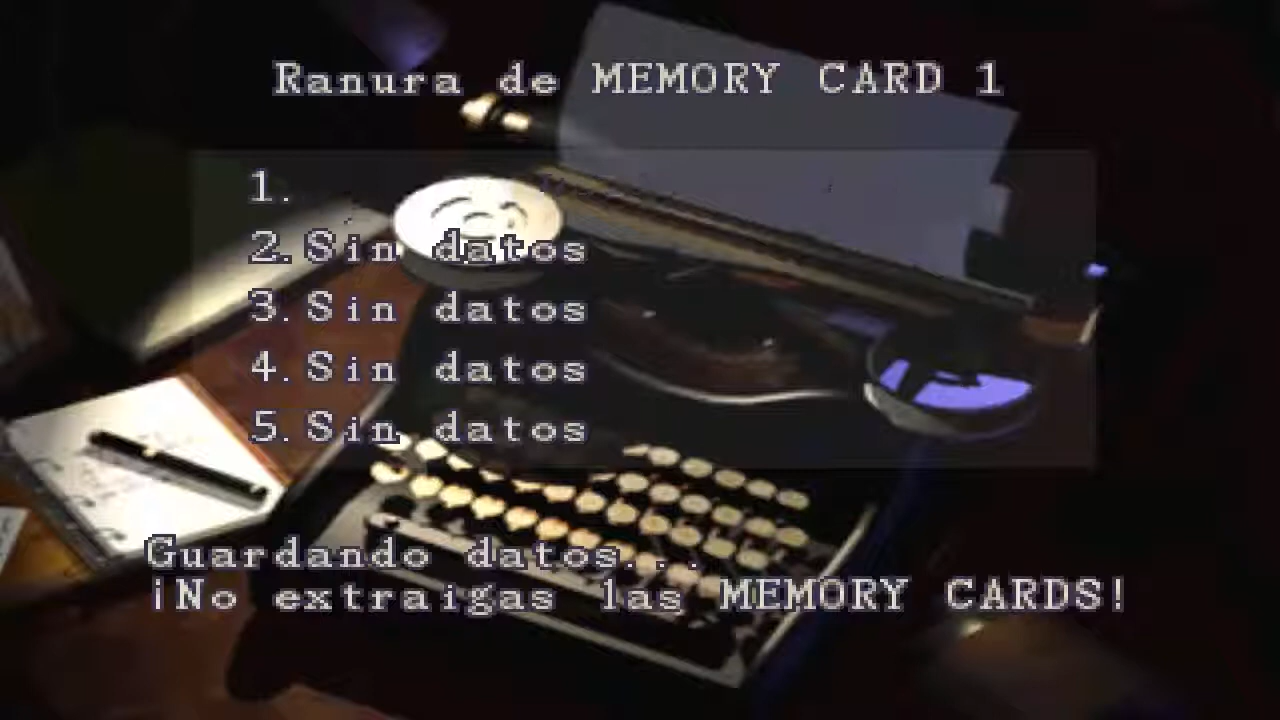 Ranura de MEMORY CARD 1
1.
2.Sin datos
3.Sin datos
4.Sin datos
5.Sin datos
Guardando datos...
¡No extraigas las MEMORY CARDS!